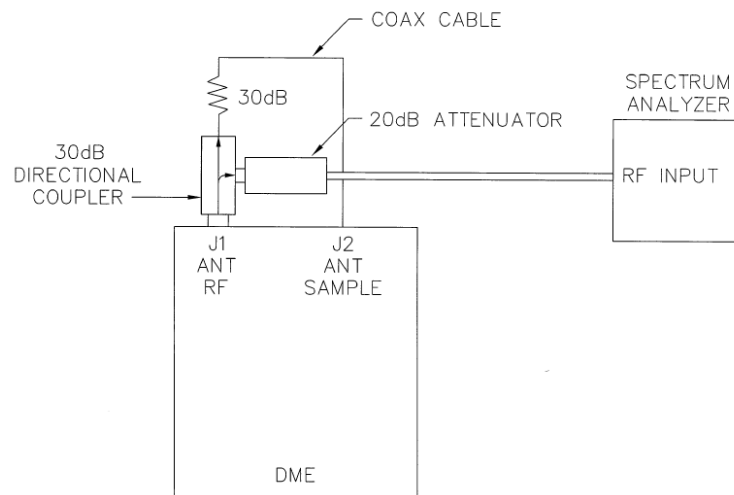 COAX CABLE
30dB
SPECTRUM
ANALYZER
20dB ATTENUATOR
30dB
DIRECTIONAL
COUPLER
RF INPUT
J1
ANT
RF
J2
ANT
SAMPLE
DME